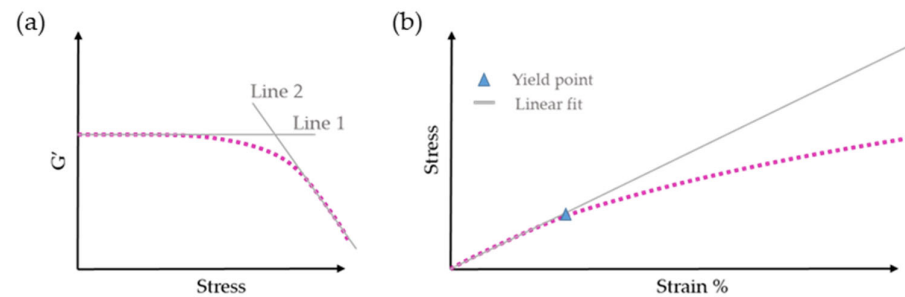 (a)
Line 2
Line 1
G′
Stress
(b)
Yield point
Linear fit
Stress
Strain %